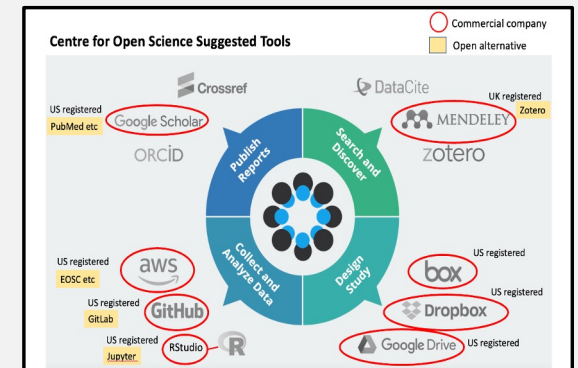 Commercial company
Centre for Open Science Suggested Tools
Open alternative
Crossref
DataCite
US registered
PubMed etc
Google Scholar
ORCID
Publish
Reports
Search and
Discover
UK registered
Zotero
MENDELEY
zotero
US registered
EOSC etc
aws
US registered
GitLab
GitHub
US registered
Jupyter
RStudio
R
Collect and
Analyze Data
Design
Study
US registered
box
US registered
Dropbox
Google Drive
US registered